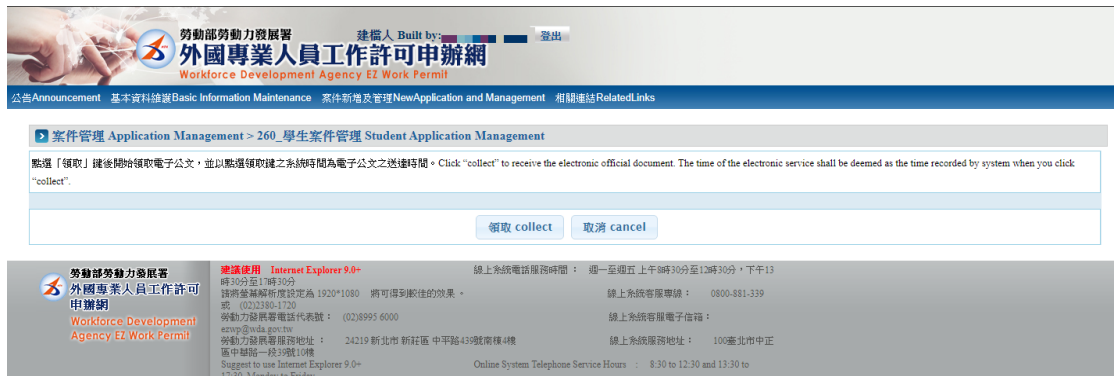 勞動部勞動力發展署
建檔人 Built by:
登出
外國專業人員工作許可申辦網
Workforce Development Agency EZ Work Permit
公告Announcement 基本資料維護Basic Information Maintenance 案件新增及管理NewApplication and Management 相關連結RelatedLinks
案件管理 Application Management > 260_學生案件管理 Student Application Management
點選「領取」鍵後開始領取電子公文，並以點選領取鍵之系統時間為電子公文之送達時間。Click “collect” to receive the electronic official document. The time of the electronic service shall be deemed as the time recorded by system when you click
“collect”.
領取 collect 取消 cancel
勞動部勞動力發展署
外國專業人員工作許可
申辦網
Workforce Development
Agency EZ Work Permit
建議使用 Internet Explorer 9.0+ 線上系統電話服務時間： 週一至週五 上午8時30分至12時30分，下午13
時30分至17時30分
請將螢幕解析度設定為 1920*1080 將可得到較佳的效果。 線上系統客服專線： 0800-881-339
或 (02)2380-1720
勞動力發展署電話代表號： (02)8995 6000 線上系統客服電子信箱：
ezwp@wda.gov.tw
勞動力發展署服務地址： 24219 新北市 新莊區 中平路439號南棟4樓 線上系統服務地址： 100臺北市中正
區中華路一段39號10樓
Suggest to use Internet Explorer 9.0+ Online System Telephone Service Hours : 8:30 to 12:30 and 13:30 to
17:30, Monday to Friday